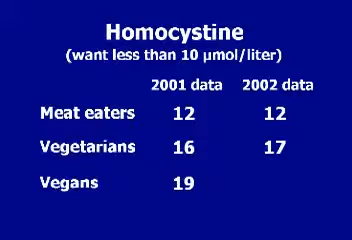 Homocystine
(want less than 10 µmol/liter)
2001 data 2002 data
Meat eaters 12 12
Vegetarians 16 17
Vegans 19